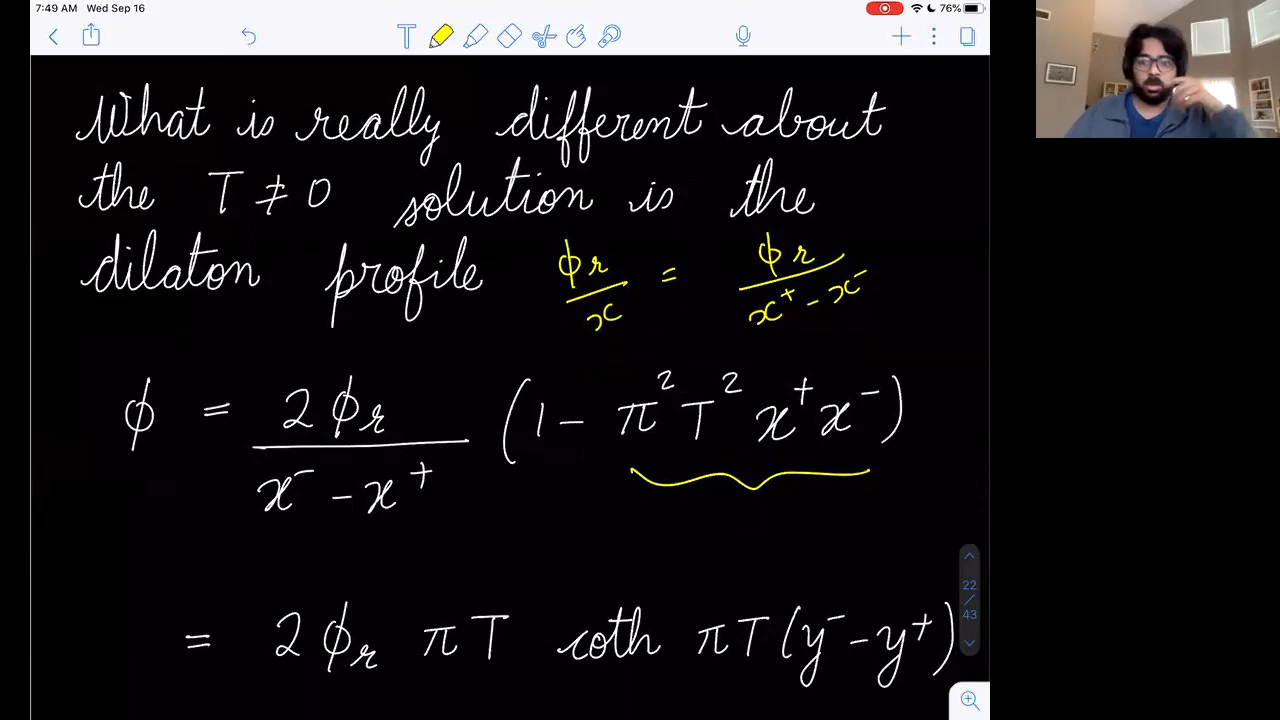 7:49 AM Wed Sep 16
76%
T
What is really different about
the T ≠ 0 solution is the
dilaton profile ϕr/x = ϕr/(x⁺ - x⁻)
ϕ = 2ϕr/(x⁻ - x⁺) (1 - π²T²x⁺x⁻)
= 2ϕr πT coth πT(y⁻ - y⁺)
22
/
43